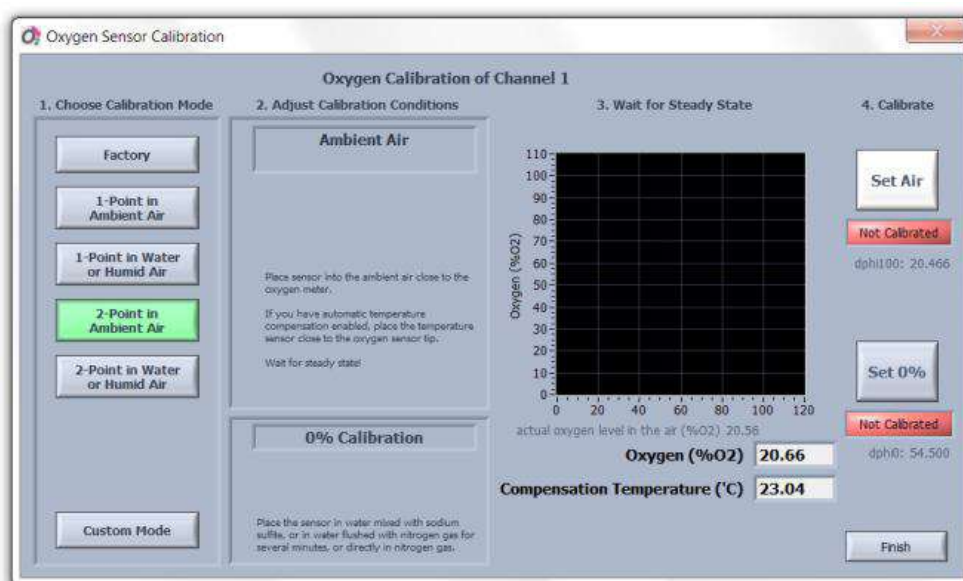 Oxygen Sensor Calibration
Oxygen Calibration of Channel 1
1. Choose Calibration Mode
Factory
1-Point in
Ambient Air
1-Point in Water
or Humid Air
2-Point in
Ambient Air
2-Point in Water
or Humid Air
Custom Mode
2. Adjust Calibration Conditions
Ambient Air
Place sensor into the ambient air close to the
oxygen meter.
If you have automatic temperature
compensation enabled, place the temperature
sensor close to the oxygen sensor tip.
Wait for steady state!
0% Calibration
Place the sensor in water mixed with sodium
sulfite, or in water flushed with nitrogen gas for
several minutes, or directly in nitrogen gas.
3. Wait for Steady State
Oxygen (%O2)
110
100
90
80
70
60
50
40
30
20
10
0
0 20 40 60 80 100 120
actual oxygen level in the air (%O2) 20.56
Oxygen (%O2) 20.66
Compensation Temperature (°C) 23.04
4. Calibrate
Set Air
Not Calibrated
dphi100: 20.466
Set 0%
Not Calibrated
dphi0: 54.500
Finish